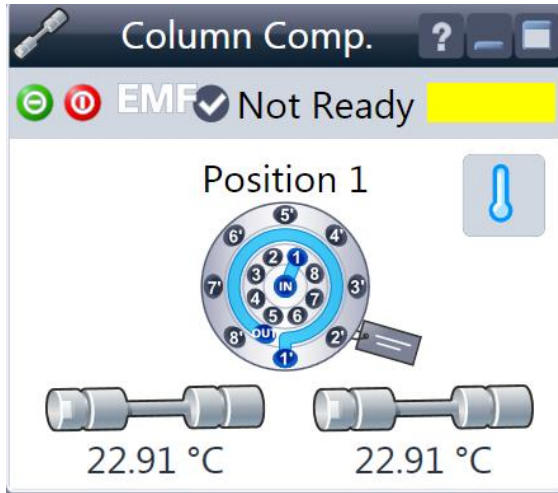 Column Comp. ?
EMF Not Ready
Position 1
5'
6' 4'
2 1
3 8
7' IN 3'
4 7
5 6
8' OUT 2'
1'
22.91 °C 22.91 °C